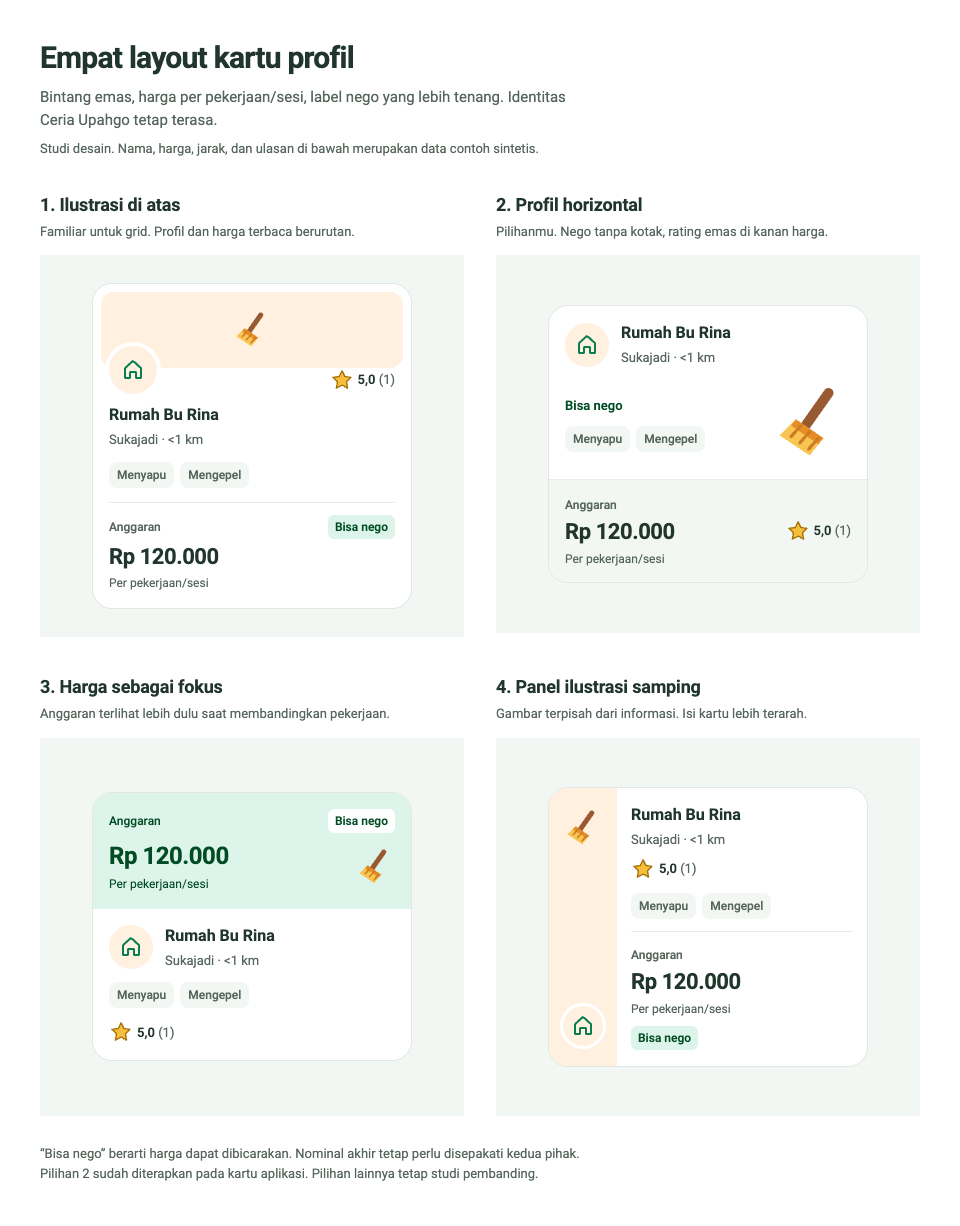 Empat layout kartu profil
Bintang emas, harga per pekerjaan/sesi, label nego yang lebih tenang. Identitas
Ceria Upahgo tetap terasa.
Studi desain. Nama, harga, jarak, dan ulasan di bawah merupakan data contoh sintetis.
1. Ilustrasi di atas
Familiar untuk grid. Profil dan harga terbaca berurutan.
5,0 (1)
Rumah Bu Rina
Sukajadi · <1 km
Menyapu Mengepel
Anggaran Bisa nego
Rp 120.000
Per pekerjaan/sesi
2. Profil horizontal
Pilihanmu. Nego tanpa kotak, rating emas di kanan harga.
Rumah Bu Rina
Sukajadi · <1 km
Bisa nego
Menyapu Mengepel
Anggaran
Rp 120.000 5,0 (1)
Per pekerjaan/sesi
3. Harga sebagai fokus
Anggaran terlihat lebih dulu saat membandingkan pekerjaan.
Anggaran Bisa nego
Rp 120.000
Per pekerjaan/sesi
Rumah Bu Rina
Sukajadi · <1 km
Menyapu Mengepel
5,0 (1)
4. Panel ilustrasi samping
Gambar terpisah dari informasi. Isi kartu lebih terarah.
Rumah Bu Rina
Sukajadi · <1 km
5,0 (1)
Menyapu Mengepel
Anggaran
Rp 120.000
Per pekerjaan/sesi
Bisa nego
“Bisa nego” berarti harga dapat dibicarakan. Nominal akhir tetap perlu disepakati kedua pihak.
Pilihan 2 sudah diterapkan pada kartu aplikasi. Pilihan lainnya tetap studi pembanding.